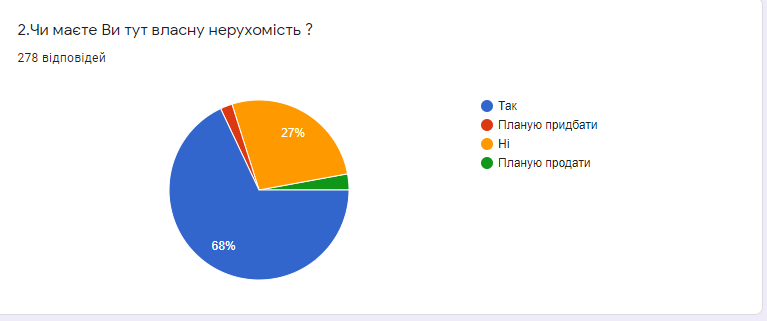 2.Чи маєте Ви тут власну нерухомість ?
278 відповідей
27%
68%
Так
Планую придбати
Ні
Планую продати